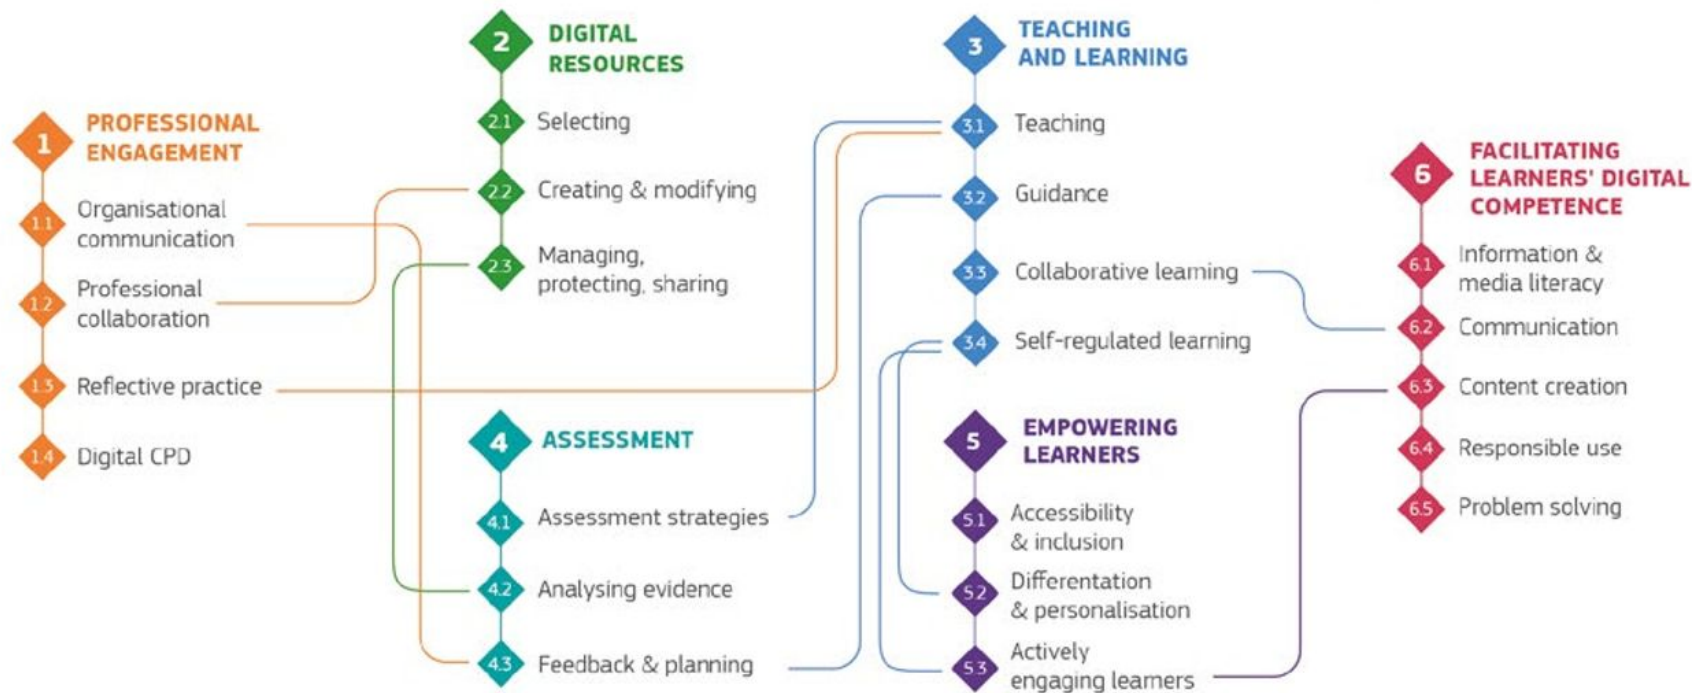 1
PROFESSIONAL
ENGAGEMENT
1.1
Organisational
communication
1.2
Professional
collaboration
1.3
Reflective practice
1.4
Digital CPD
2
DIGITAL
RESOURCES
2.1
Selecting
2.2
Creating & modifying
2.3
Managing,
protecting, sharing
3
TEACHING
AND LEARNING
3.1
Teaching
3.2
Guidance
3.3
Collaborative learning
3.4
Self-regulated learning
4
ASSESSMENT
4.1
Assessment strategies
4.2
Analysing evidence
4.3
Feedback & planning
5
EMPOWERING
LEARNERS
5.1
Accessibility
& inclusion
5.2
Differentation
& personalisation
5.3
Actively
engaging learners
6
FACILITATING
LEARNERS' DIGITAL
COMPETENCE
6.1
Information &
media literacy
6.2
Communication
6.3
Content creation
6.4
Responsible use
6.5
Problem solving